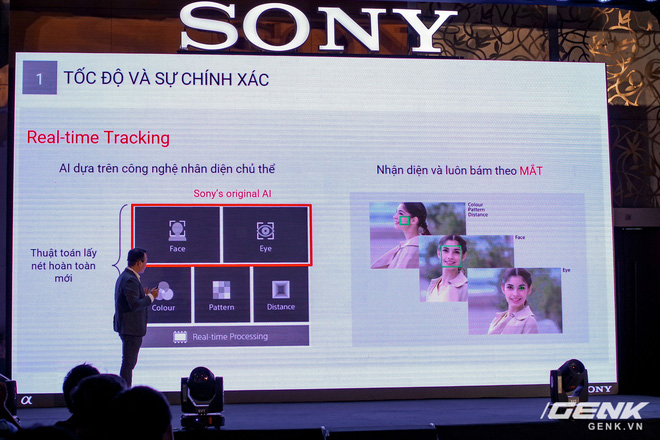 SONY
1
TỐC ĐỘ VÀ SỰ CHÍNH XÁC
Real-time Tracking
AI dựa trên công nghệ nhân diện chủ thể
Sony's original AI
Thuật toán lấy
nét hoàn toàn
mới
Face
Eye
Colour
Pattern
Distance
Real-time Processing
Nhận diện và luôn bám theo MẮT
Colour
Pattern
Distance
Face
Eye
α
SONY
GENK
GENK.VN